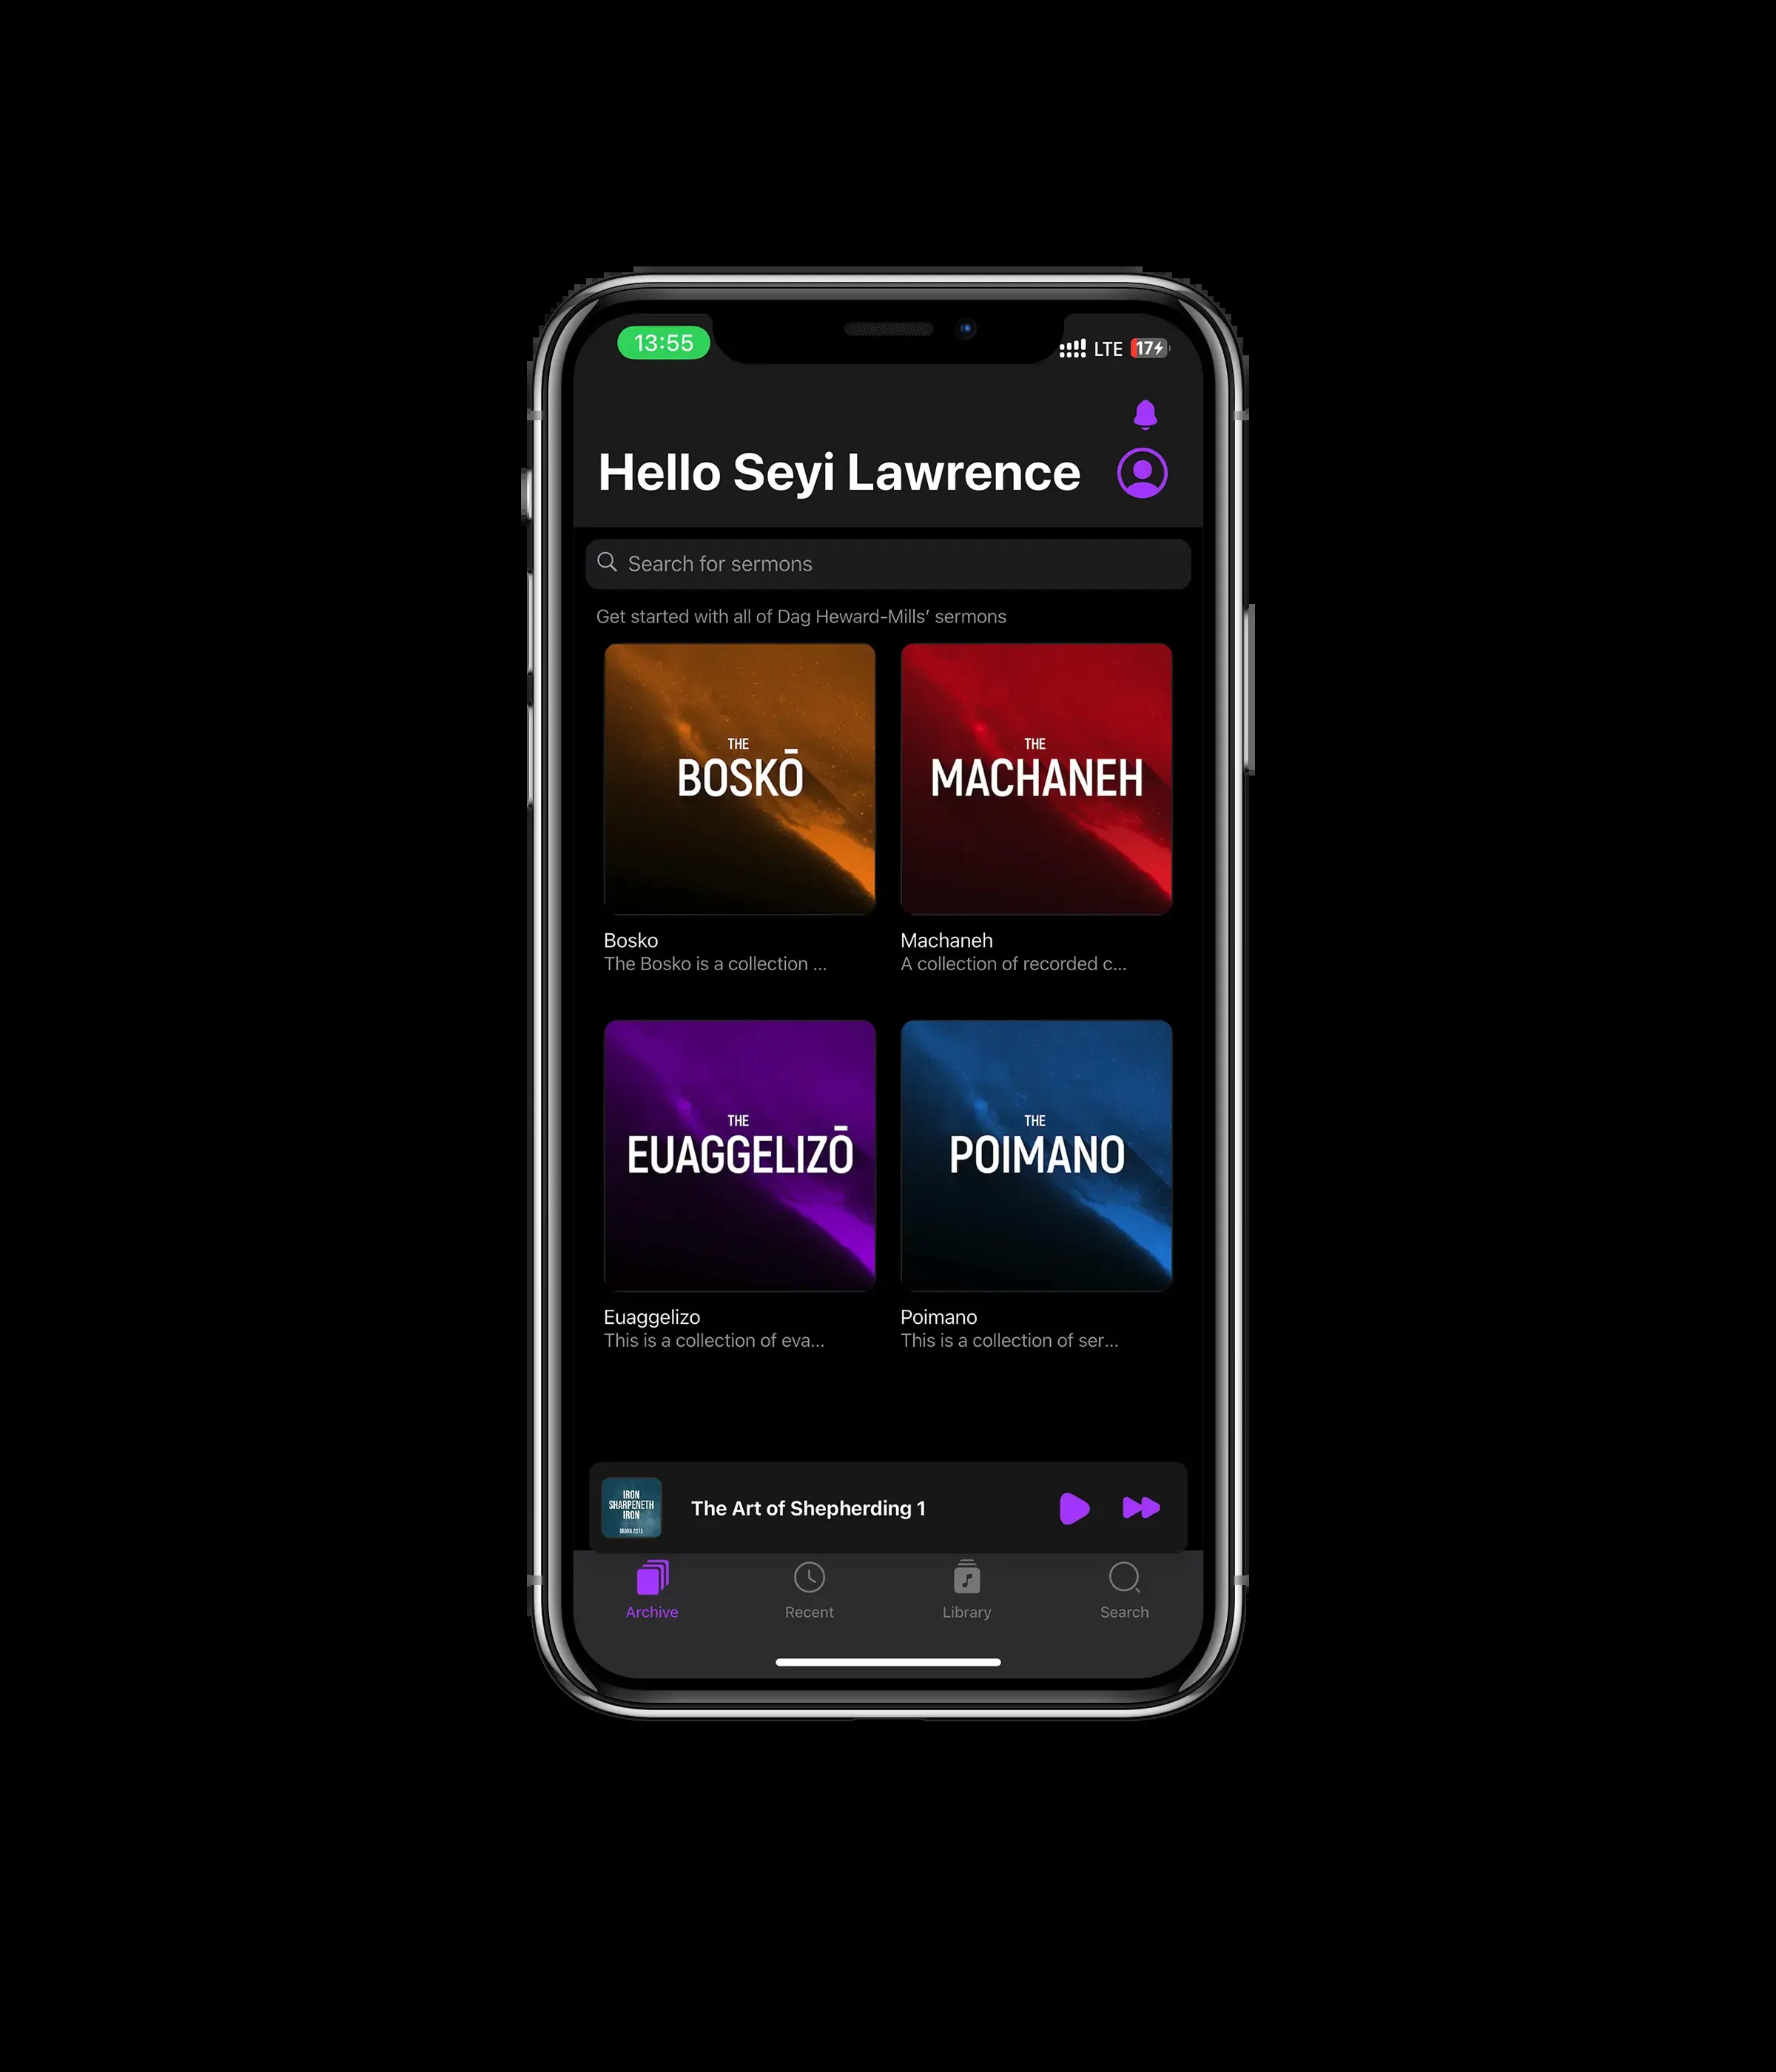 13:55
LTE 17
Hello Seyi Lawrence
Search for sermons
Get started with all of Dag Heward-Mills’ sermons
THE
BOSKŌ
THE
MACHANEH
Bosko
The Bosko is a collection ...
Machaneh
A collection of recorded c...
THE
EUAGGELIZŌ
THE
POIMANO
Euaggelizo
This is a collection of eva...
Poimano
This is a collection of ser...
IRON
SHARPENETH
IRON
The Art of Shepherding 1
Archive
Recent
Library
Search